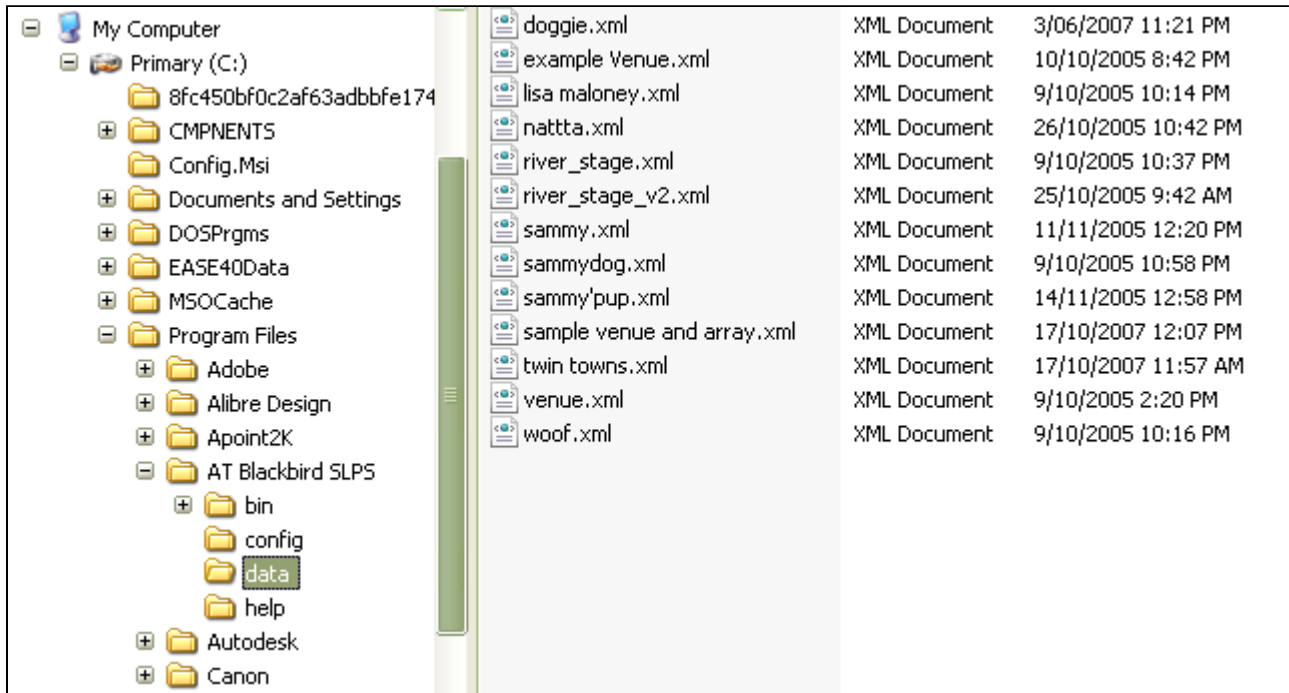 My Computer
Primary (C:)
8fc450bf0c2af63adbbfe174
CMPNENTS
Config.Msi
Documents and Settings
DOSPrgms
EASE40Data
MSOCache
Program Files
Adobe
Alibre Design
Apoint2K
AT Blackbird SLPS
bin
config
data
help
Autodesk
Canon
doggie.xml XML Document 3/06/2007 11:21 PM
example Venue.xml XML Document 10/10/2005 8:42 PM
lisa maloney.xml XML Document 9/10/2005 10:14 PM
nattta.xml XML Document 26/10/2005 10:42 PM
river_stage.xml XML Document 9/10/2005 10:37 PM
river_stage_v2.xml XML Document 25/10/2005 9:42 AM
sammy.xml XML Document 11/11/2005 12:20 PM
sammydog.xml XML Document 9/10/2005 10:58 PM
sammy'pup.xml XML Document 14/11/2005 12:58 PM
sample venue and array.xml XML Document 17/10/2007 12:07 PM
twin towns.xml XML Document 17/10/2007 11:57 AM
venue.xml XML Document 9/10/2005 2:20 PM
woof.xml XML Document 9/10/2005 10:16 PM